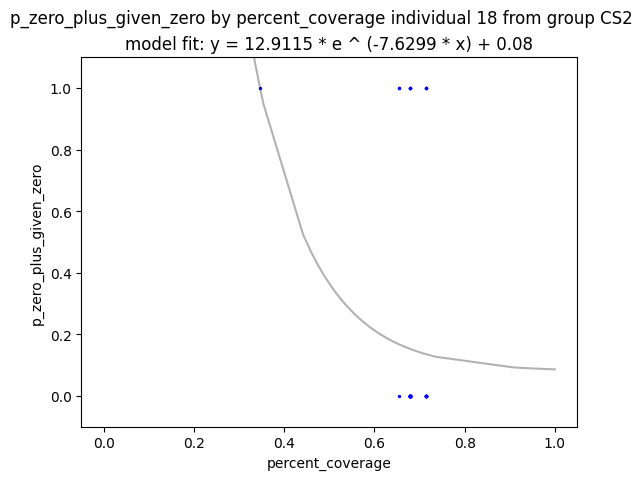 p_zero_plus_given_zero by percent_coverage individual 18 from group CS2
model fit: y = 12.9115 * e ^ (-7.6299 * x) + 0.08
1.0
0.8
0.6
0.4
0.2
0.0
p_zero_plus_given_zero
0.0 0.2 0.4 0.6 0.8 1.0
percent_coverage